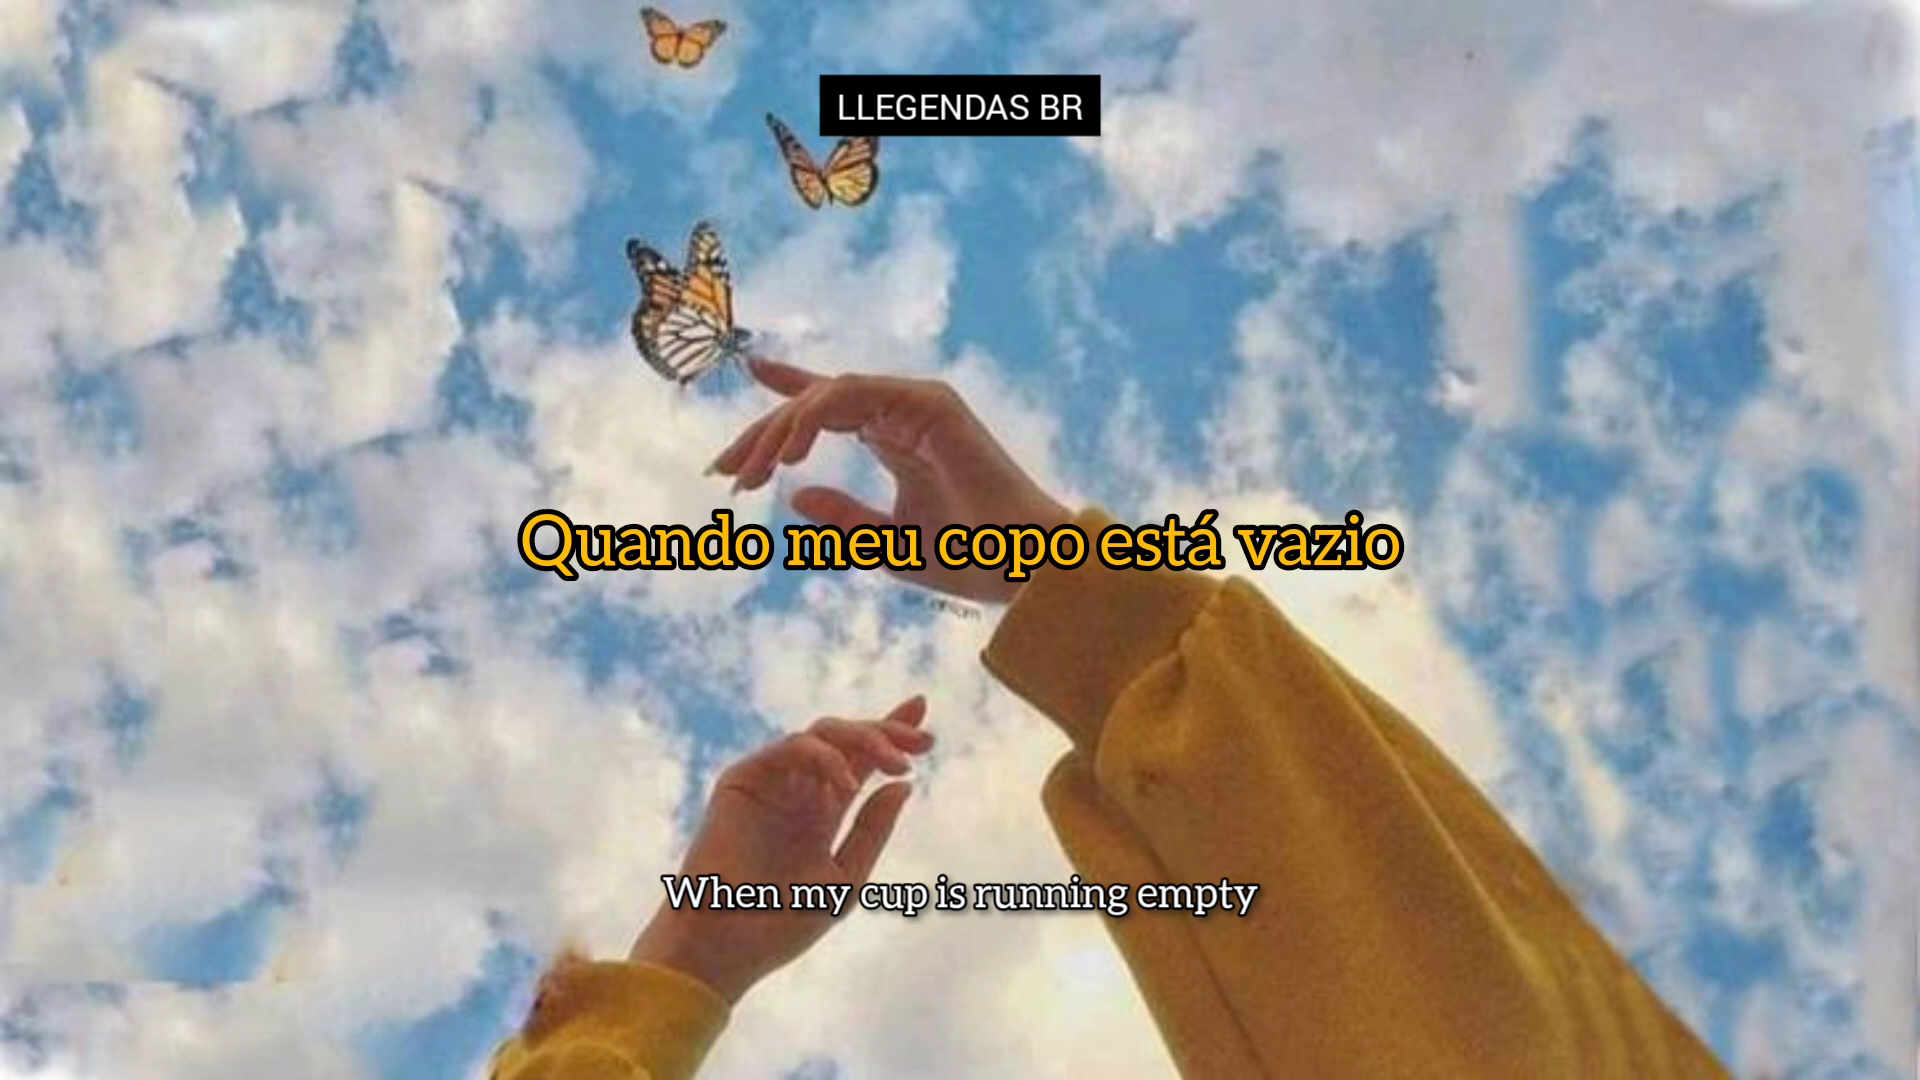 LLEGENDAS BR
Quando meu copo está vazio
When my cup is running empty